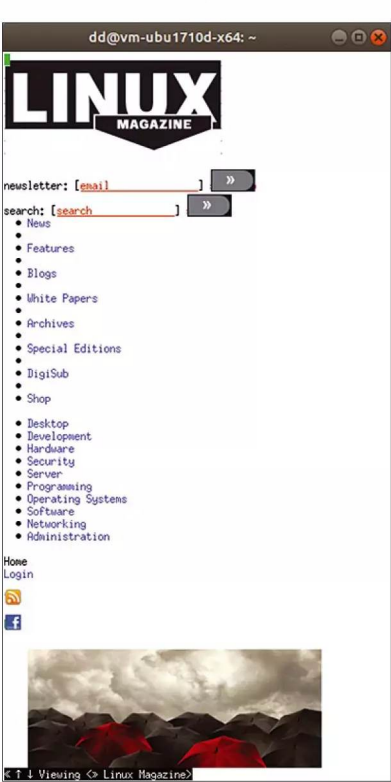 dd@vm-ubu1710d-x64: ~
LINUX
MAGAZINE
newsletter: [email ] »
search: [search ] »
• News
•
• Features
•
• Blogs
•
• White Papers
•
• Archives
•
• Special Editions
•
• DigiSub
•
• Shop
• Desktop
• Development
• Hardware
• Security
• Server
• Programming
• Operating Systems
• Software
• Networking
• Administration
Home
Login
f
« ↑ ↓ Viewing <» Linux Magazine>